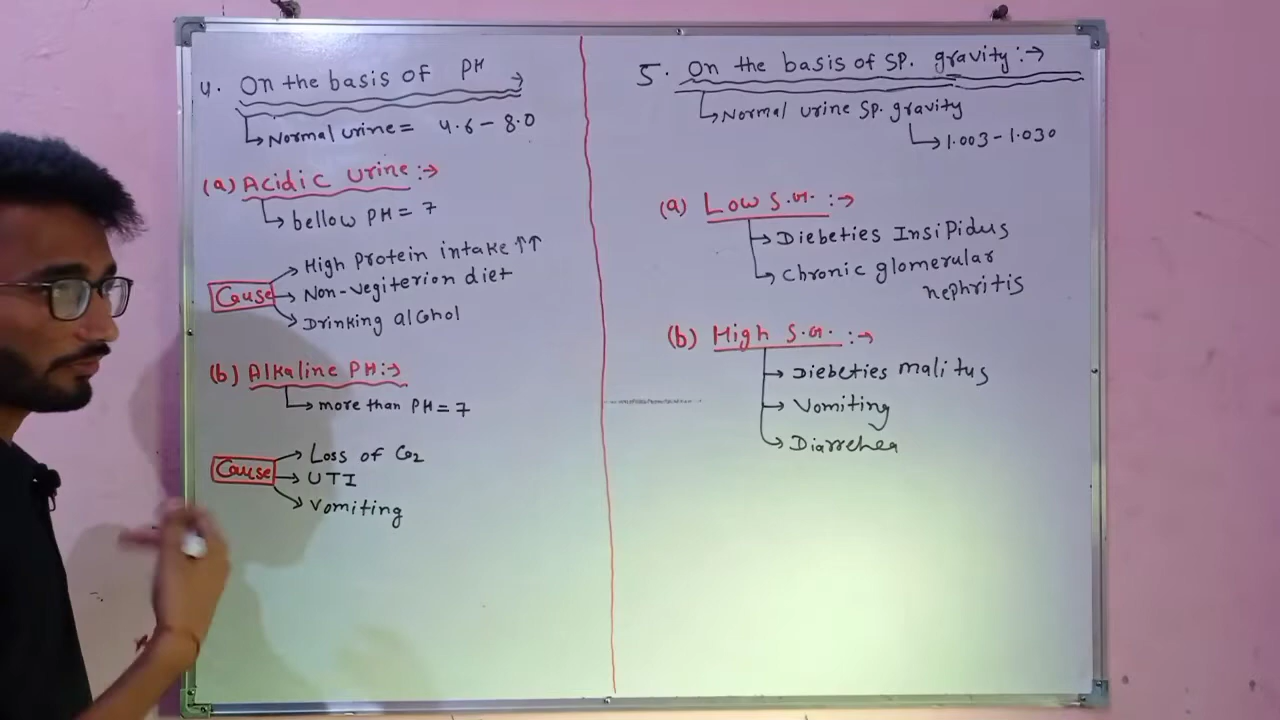 4. On the basis of PH →
↳ Normal urine = 4.6 – 8.0
(a) Acidic urine :→
↳ bellow PH = 7
Cause
→ High Protein intake ↑↑
→ Non-vegiterion diet
→ Drinking alcohol
(b) Alkaline PH :→
↳ more than PH = 7
Cause
→ Loss of CO2
→ UTI
→ Vomiting
5. On the basis of SP. gravity :→
↳ Normal urine SP. gravity
↳ 1.003 - 1.030
(a) Low S.G. :→
→ Diebeties InsiPidus
→ Chronic glomerular
nephritis
(b) High S.G. :→
→ Diebeties malitus
→ Vomiting
→ Diarrehea